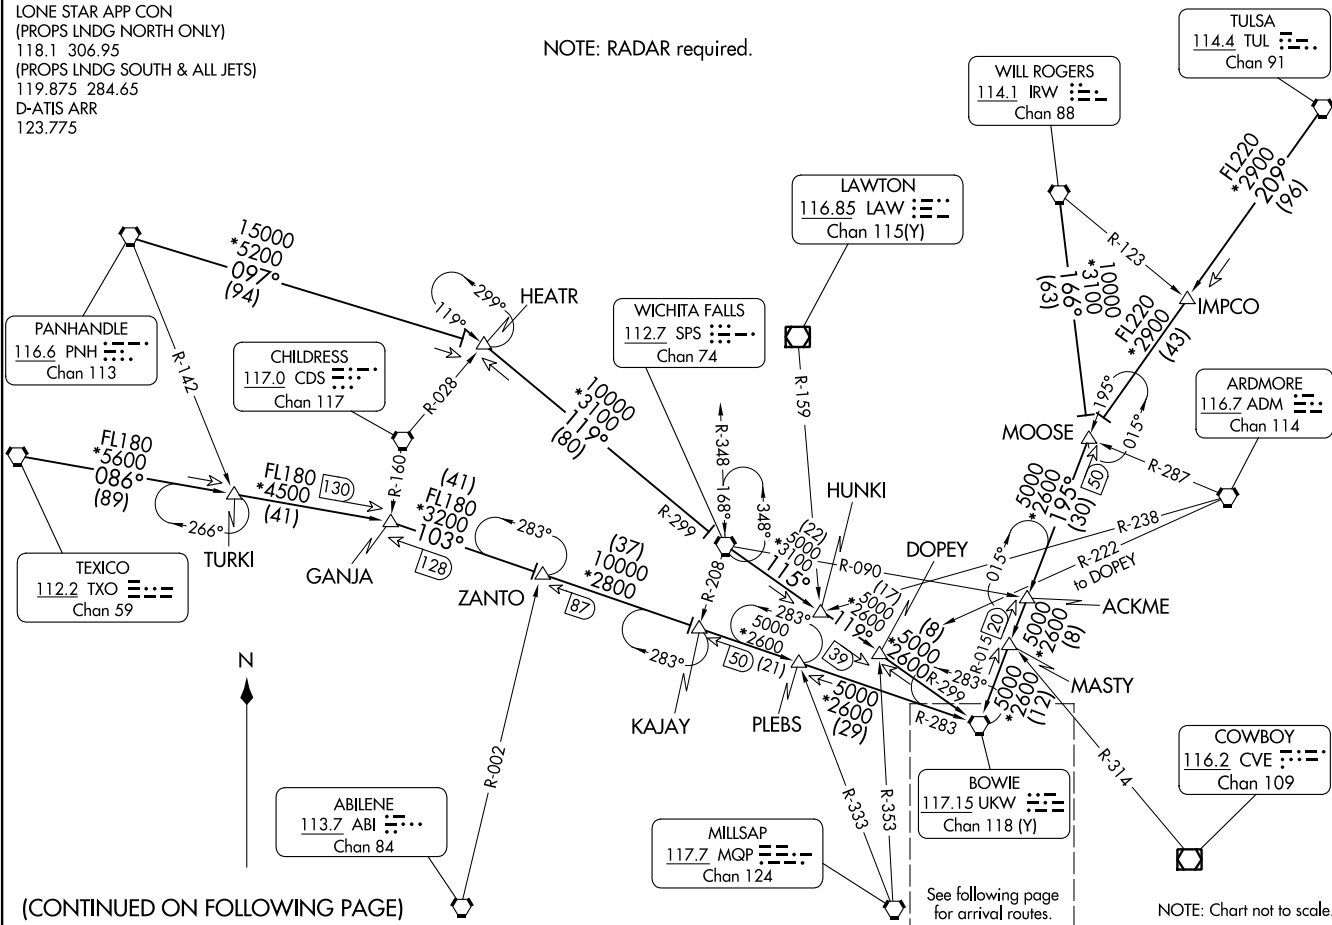 LONE STAR APP CON
(PROPS LNDG NORTH ONLY)
118.1 306.95
(PROPS LNDG SOUTH & ALL JETS)
119.875 284.65
D-ATIS ARR
123.775
NOTE: RADAR required.
TULSA
114.4 TUL
Chan 91
WILL ROGERS
114.1 IRW
Chan 88
LAWTON
116.85 LAW
Chan 115(Y)
FL220
*2900
209°
(96)
R-123
10000
*3100
166°
(63)
IMPCO
FL220
*2900
(43)
15000
*5200
097°
(94)
299°
119°
HEATR
WICHITA FALLS
112.7 SPS
Chan 74
PANHANDLE
116.6 PNH
Chan 113
R-142
CHILDRESS
117.0 CDS
Chan 117
R-028
R-159
ARDMORE
116.7 ADM
Chan 114
195°
015°
MOOSE
R-287
50
10000
*3100
119°
(80)
R-348
168°
348°
R-299
FL180
*5600
086°
(89)
266°
TURKI
FL180
*4500
(41)
130
R-160
GANJA
128
(41)
FL180
*3200
103°
283°
ZANTO
87
(37)
10000
*2800
R-208
HUNKI
(22)
5000
*3100
115°
R-090
DOPEY
R-238
R-222
to DOPEY
5000
*2600
195°
(30)
015°
ACKME
TEXICO
112.2 TXO
Chan 59
283°
KAJAY
50
283°
5000
*2600
(21)
PLEBS
(17)
*5000
*2600
119°
39
(8)
5000
*2600
R-299
283°
R-015
20
5000
*2600
(8)
MASTY
5000
*2600
(12)
5000
*2600
(29)
R-283
N
R-002
R-333
R-353
R-314
COWBOY
116.2 CVE
Chan 109
BOWIE
117.15 UKW
Chan 118 (Y)
ABILENE
113.7 ABI
Chan 84
MILLSAP
117.7 MQP
Chan 124
See following page
for arrival routes.
(CONTINUED ON FOLLOWING PAGE)
NOTE: Chart not to scale.